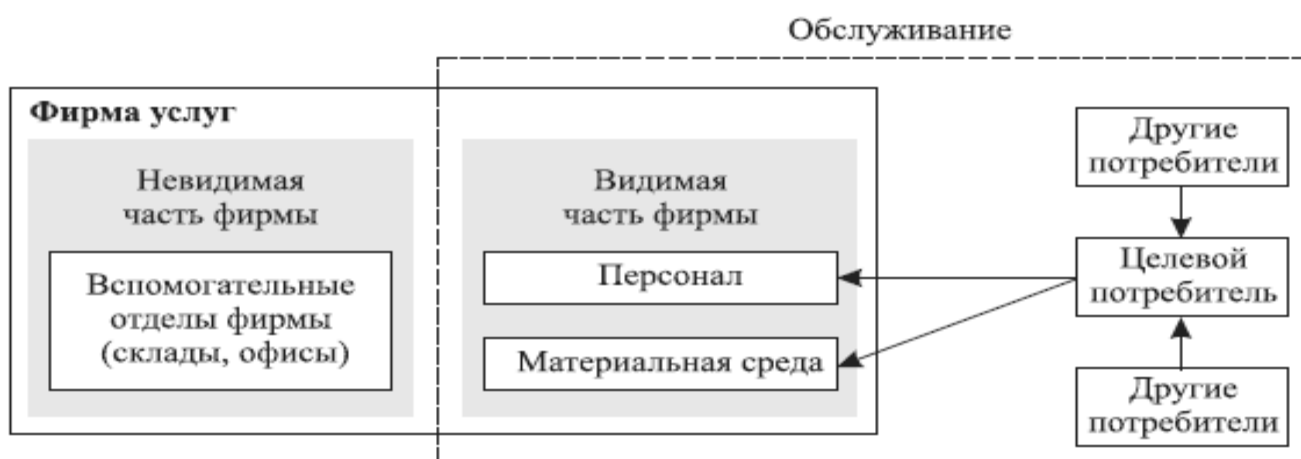 Обслуживание
Фирма услуг
Невидимая
часть фирмы
Вспомогательные
отделы фирмы
(склады, офисы)
Видимая
часть фирмы
Персонал
Материальная среда
Другие
потребители
Целевой
потребитель
Другие
потребители